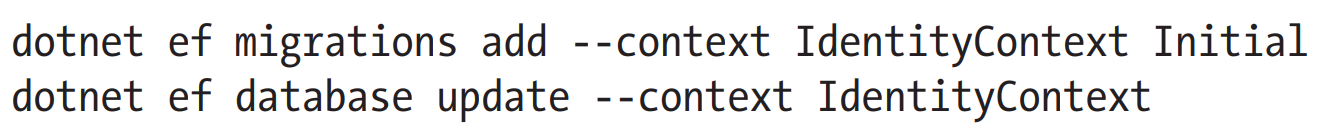 dotnet ef migrations add --context IdentityContext Initial
dotnet ef database update --context IdentityContext